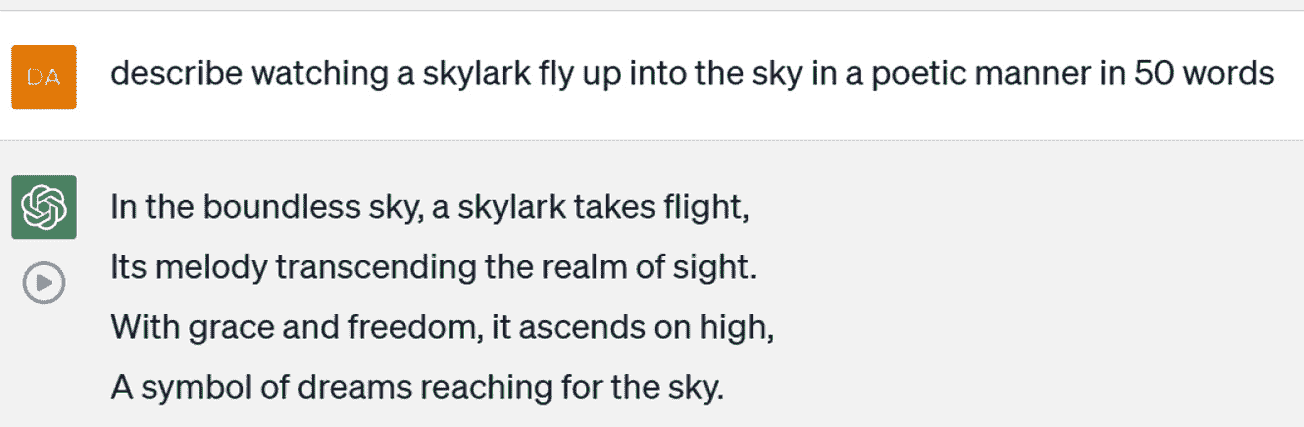 DA
describe watching a skylark fly up into the sky in a poetic manner in 50 words
In the boundless sky, a skylark takes flight,
Its melody transcending the realm of sight.
With grace and freedom, it ascends on high,
A symbol of dreams reaching for the sky.